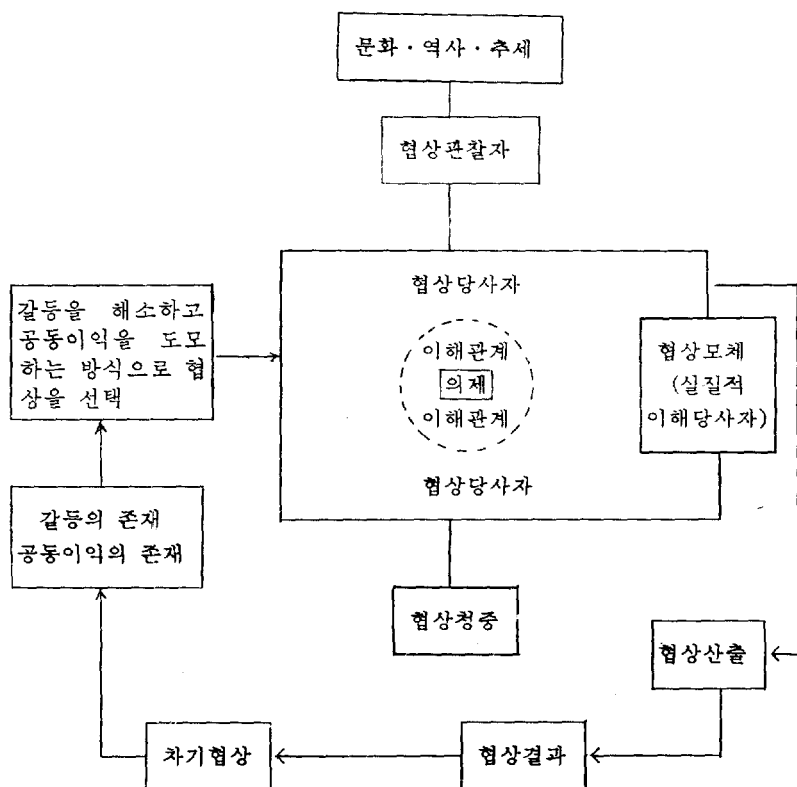 문화·역사·추세
협상관찰자
협상당사자
갈등을 해소하고
공동이익을 도모
하는 방식으로 협
상을 선택
이해관계
의제
이해관계
협상모체
(실질적
이해당사자)
협상당사자
갈등의 존재
공동이익의 존재
협상청중
협상산출
차기협상
협상결과